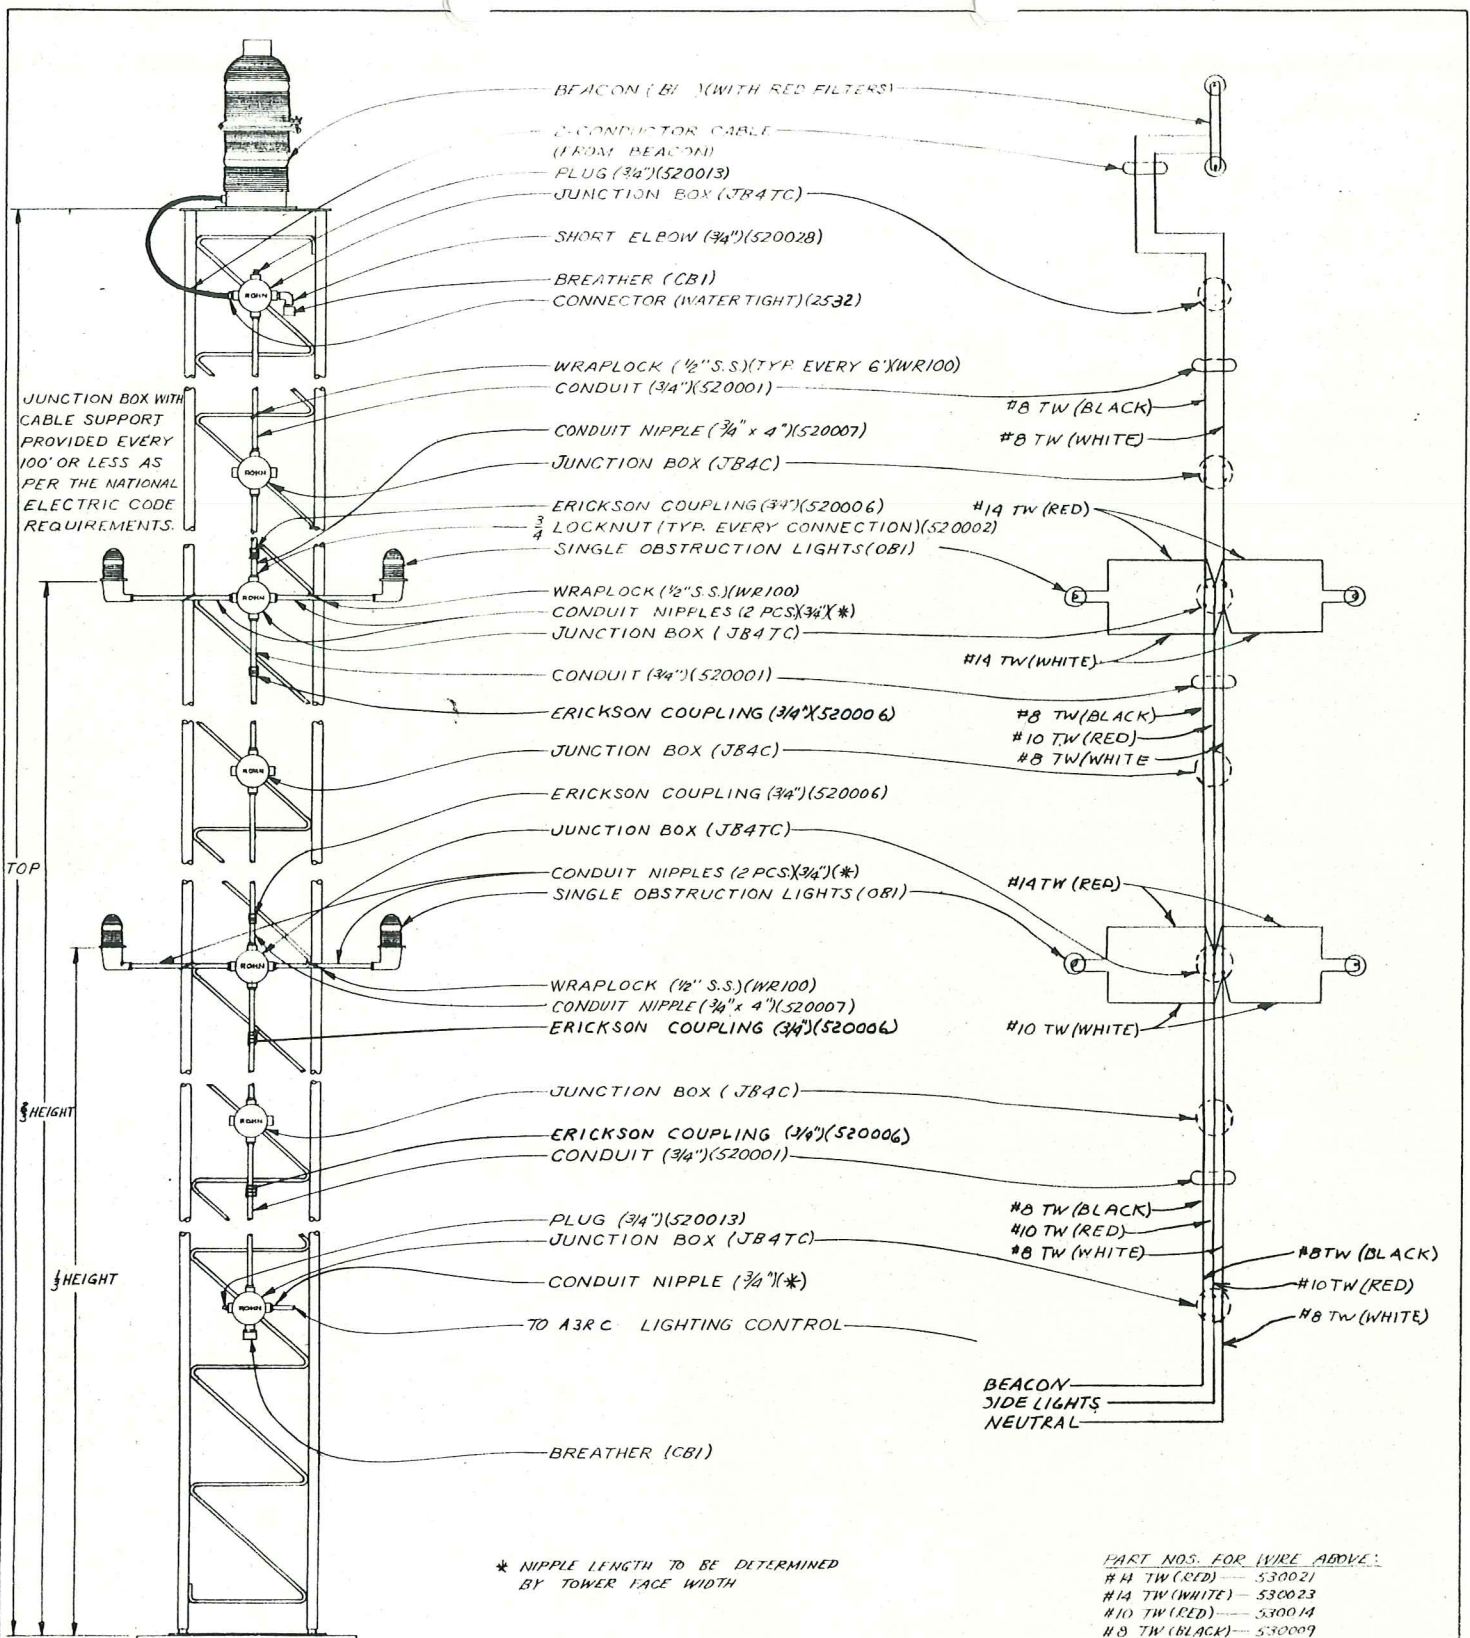 BEACON (B1 )(WITH RED FILTERS)
2-CONDUCTOR CABLE
(FROM BEACON)
PLUG (3/4")(520013)
JUNCTION BOX (JB4TC)
SHORT ELBOW (3/4")(520028)
BREATHER (CB1)
CONNECTOR (WATER TIGHT)(2532)
WRAPLOCK (1/2" S.S.)(TYP. EVERY 6')(WR100)
CONDUIT (3/4")(520001)
CONDUIT NIPPLE (3/4" x 4")(520007)
JUNCTION BOX (JB4C)
ERICKSON COUPLING (3/4")(520006)
3/4 LOCKNUT (TYP. EVERY CONNECTION)(520002)
SINGLE OBSTRUCTION LIGHTS (OB1)
WRAPLOCK (1/2" S.S.)(WR100)
CONDUIT NIPPLES (2 PCS.)(3/4")(*)
JUNCTION BOX ( JB4TC)
CONDUIT (3/4")(520001)
ERICKSON COUPLING (3/4")(520006)
JUNCTION BOX (JB4C)
ERICKSON COUPLING (3/4")(520006)
JUNCTION BOX (JB4TC)
CONDUIT NIPPLES (2 PCS.)(3/4")(*)
SINGLE OBSTRUCTION LIGHTS (OB1)
WRAPLOCK (1/2" S.S.)(WR100)
CONDUIT NIPPLE (3/4" x 4")(520007)
ERICKSON COUPLING (3/4")(520006)
JUNCTION BOX ( JB4C)
ERICKSON COUPLING (3/4")(520006)
CONDUIT (3/4")(520001)
PLUG (3/4")(520013)
JUNCTION BOX (JB4TC)
CONDUIT NIPPLE (3/4")(*)
TO A3RC LIGHTING CONTROL
BREATHER (CB1)
JUNCTION BOX WITH
CABLE SUPPORT
PROVIDED EVERY
100' OR LESS AS
PER THE NATIONAL
ELECTRIC CODE
REQUIREMENTS.
TOP
2/3 HEIGHT
1/3 HEIGHT
ROHN
ROHN
ROHN
ROHN
ROHN
ROHN
ROHN
#8 TW (BLACK)
#8 TW (WHITE)
#14 TW (RED)
#14 TW (WHITE)
#8 TW (BLACK)
#10 TW (RED)
#8 TW (WHITE
#14 TW (RED)
#10 TW (WHITE)
#8 TW (BLACK)
#10 TW (RED)
#8 TW (WHITE)
#8 TW (BLACK)
#10 TW (RED)
#8 TW (WHITE)
BEACON
SIDE LIGHTS
NEUTRAL
* NIPPLE LENGTH TO BE DETERMINED
BY TOWER FACE WIDTH
PART NOS. FOR WIRE ABOVE:
#14 TW (RED) — 530021
#14 TW (WHITE) — 530023
#10 TW (RED) — 530014
#8 TW (BLACK) — 530009